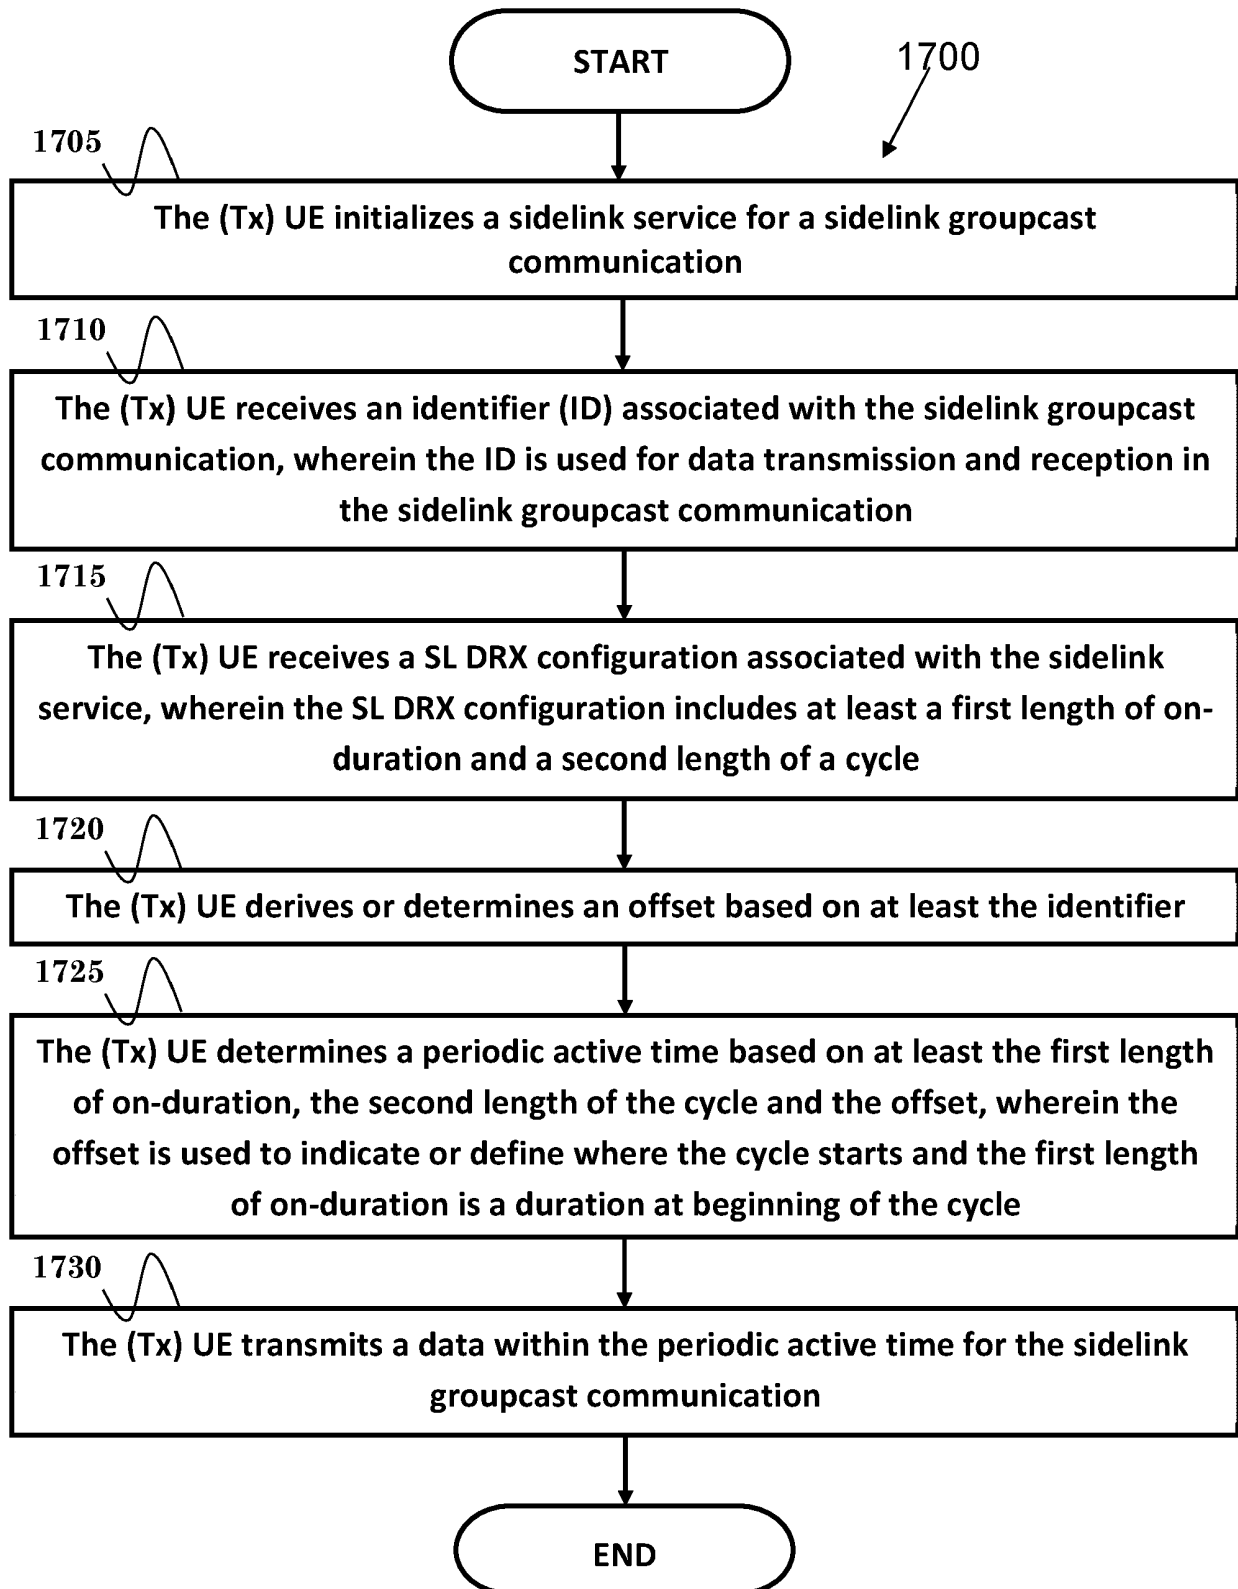 START
1700
1705
The (Tx) UE initializes a sidelink service for a sidelink groupcast
communication
1710
The (Tx) UE receives an identifier (ID) associated with the sidelink groupcast
communication, wherein the ID is used for data transmission and reception in
the sidelink groupcast communication
1715
The (Tx) UE receives a SL DRX configuration associated with the sidelink
service, wherein the SL DRX configuration includes at least a first length of on-
duration and a second length of a cycle
1720
The (Tx) UE derives or determines an offset based on at least the identifier
1725
The (Tx) UE determines a periodic active time based on at least the first length
of on-duration, the second length of the cycle and the offset, wherein the
offset is used to indicate or define where the cycle starts and the first length
of on-duration is a duration at beginning of the cycle
1730
The (Tx) UE transmits a data within the periodic active time for the sidelink
groupcast communication
END